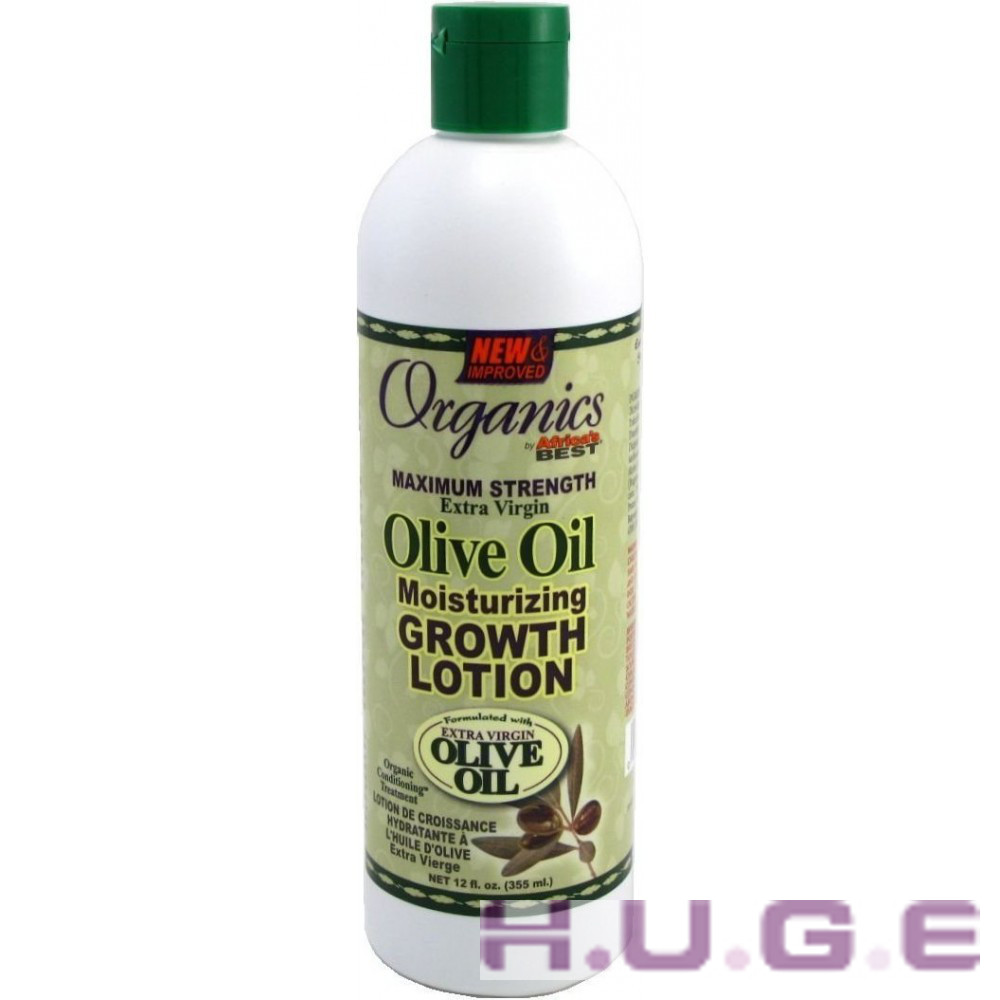 NEW &
IMPROVED
Organics
by Africa's
BEST
MAXIMUM STRENGTH
Extra Virgin
Olive Oil
Moisturizing
GROWTH
LOTION
Formulated with
EXTRA VIRGIN
OLIVE
OIL
Organic
Conditioning™
Treatment
LOTION DE CROISSANCE
HYDRATANTE À
L'HUILE D'OLIVE
Extra Vierge
NET 12 fl. oz. (355 ml.)
H.U.G.E